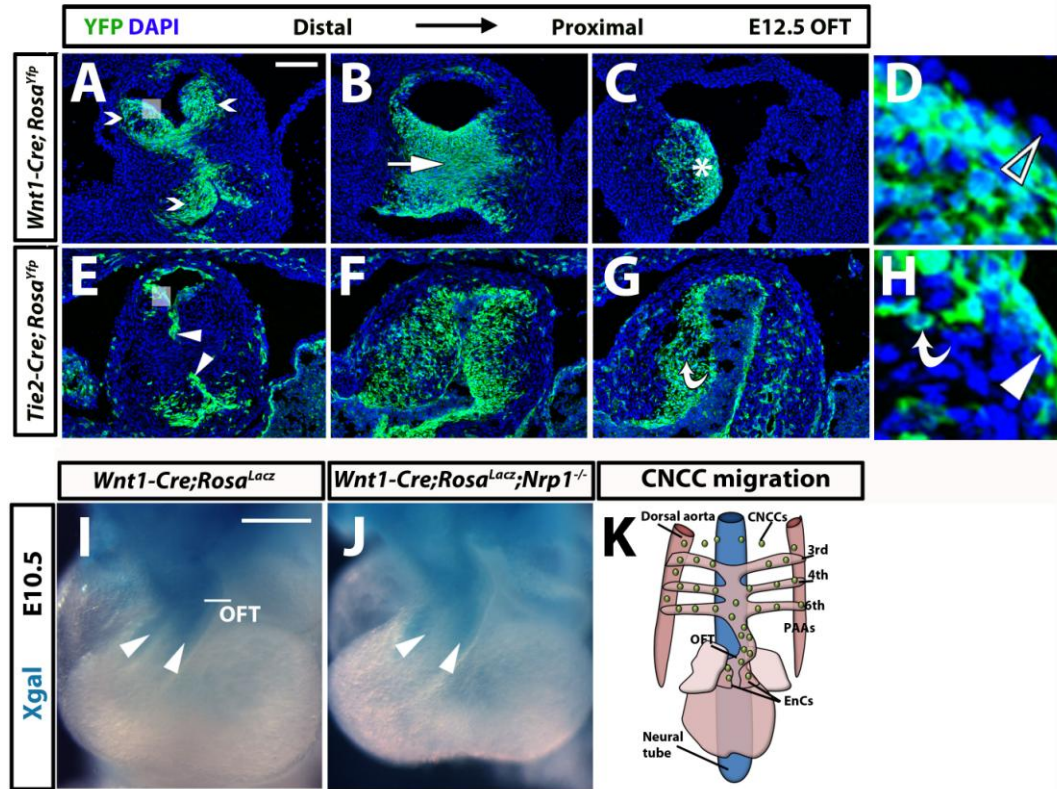 YFP DAPI Distal Proximal E12.5 OFT
Wnt1-Cre; Rosa^Yfp
A
B
C
*
D
Tie2-Cre; Rosa^Yfp
E
F
G
H
Wnt1-Cre;Rosa^Lacz
Wnt1-Cre;Rosa^Lacz;Nrp1^-/-
CNCC migration
Xgal E10.5
I
OFT
J
K
Dorsal aorta
CNCCs
3rd
4th
6th
PAAs
OFT
EnCs
Neural
tube